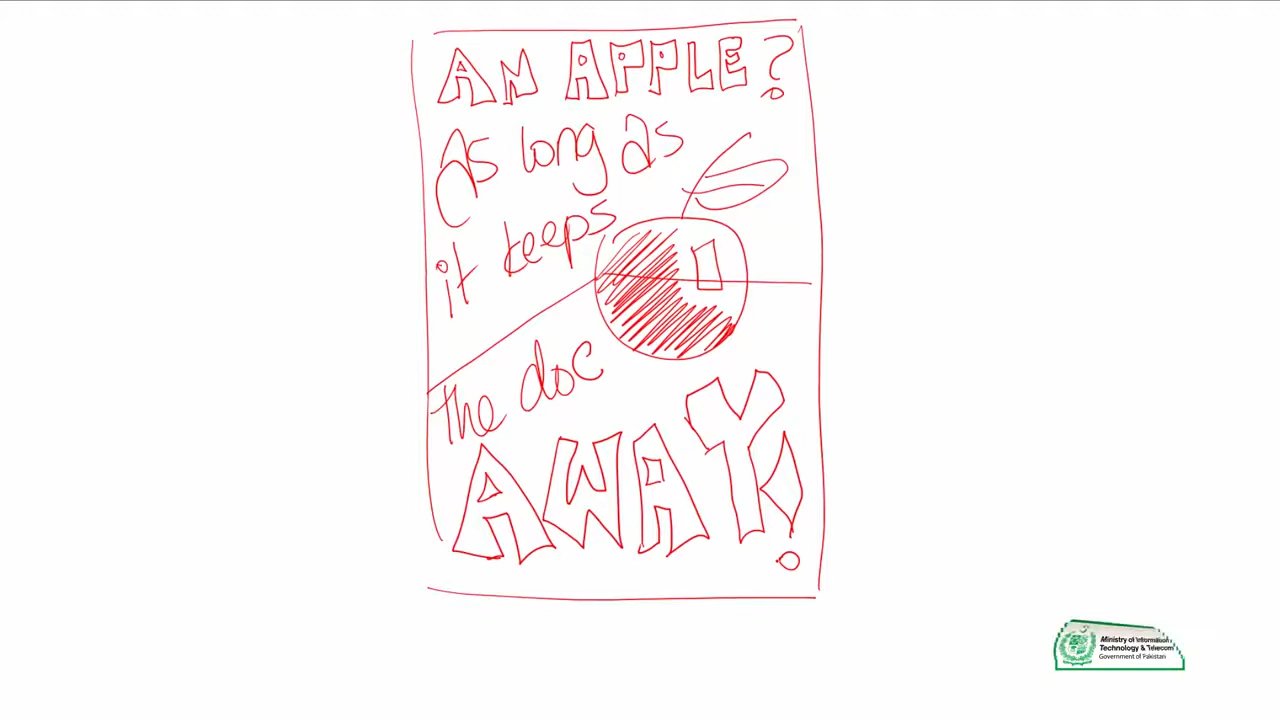 AN APPLE?
As long as
it keeps
the doc
AWAY!
Ministry of Information
Technology & Telecom
Government of Pakistan